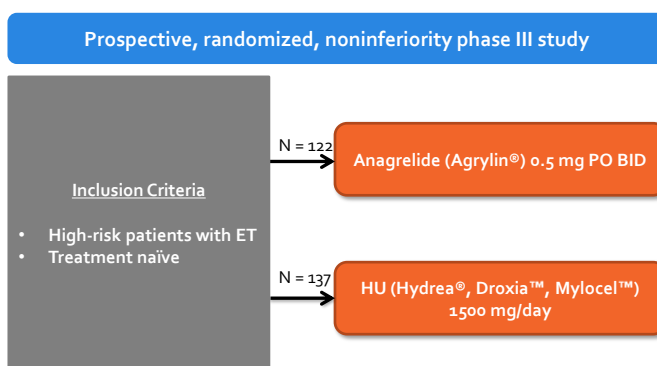 Prospective, randomized, noninferiority phase III study
N = 122
Anagrelide (Agrylin®) 0.5 mg PO BID
Inclusion Criteria
• High-risk patients with ET
• Treatment naïve
N = 137
HU (Hydrea®, Droxia™, Mylocel™)
1500 mg/day